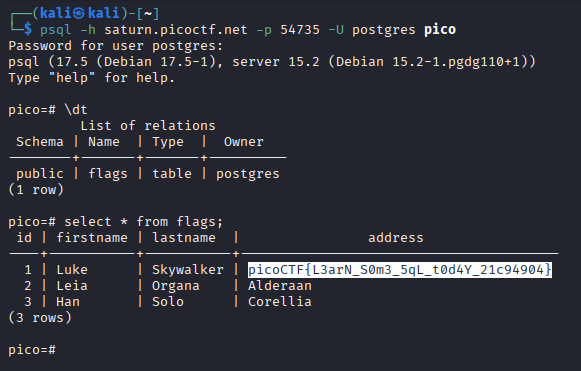 ┌──(kali㉿kali)-[~]
└─$ psql -h saturn.picoctf.net -p 54735 -U postgres pico
Password for user postgres:
psql (17.5 (Debian 17.5-1), server 15.2 (Debian 15.2-1.pgdg110+1))
Type "help" for help.

pico=# \dt
         List of relations
 Schema | Name  | Type  |  Owner
--------+-------+-------+----------
 public | flags | table | postgres
(1 row)

pico=# select * from flags;
 id | firstname | lastname  |                address
----+-----------+-----------+----------------------------------------
  1 | Luke      | Skywalker | picoCTF{L3arN_S0m3_5qL_t0d4Y_21c94904}
  2 | Leia      | Organa    | Alderaan
  3 | Han       | Solo      | Corellia
(3 rows)

pico=#